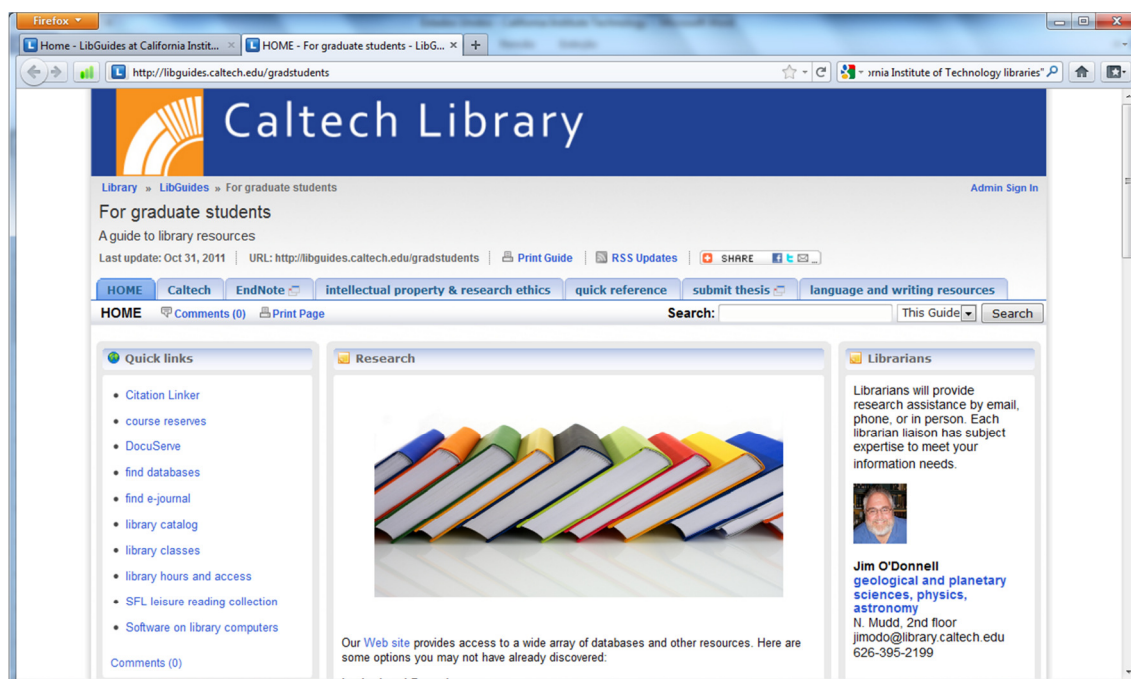 Firefox
Home - LibGuides at California Instit...
HOME - For graduate students - LibG...
http://libguides.caltech.edu/gradstudents
rnia Institute of Technology libraries"
Caltech Library
Library » LibGuides » For graduate students
Admin Sign In
For graduate students
A guide to library resources
Last update: Oct 31, 2011 | URL: http://libguides.caltech.edu/gradstudents | Print Guide | RSS Updates | SHARE
HOME Caltech EndNote intellectual property & research ethics quick reference submit thesis language and writing resources
HOME Comments (0) Print Page Search: This Guide Search
Quick links
• Citation Linker
• course reserves
• DocuServe
• find databases
• find e-journal
• library catalog
• library classes
• library hours and access
• SFL leisure reading collection
• Software on library computers
Comments (0)
Research
Our Web site provides access to a wide array of databases and other resources. Here are
some options you may not have already discovered:
Librarians
Librarians will provide
research assistance by email,
phone, or in person. Each
librarian liaison has subject
expertise to meet your
information needs.
Jim O'Donnell
geological and planetary
sciences, physics,
astronomy
N. Mudd, 2nd floor
jimodo@library.caltech.edu
626-395-2199